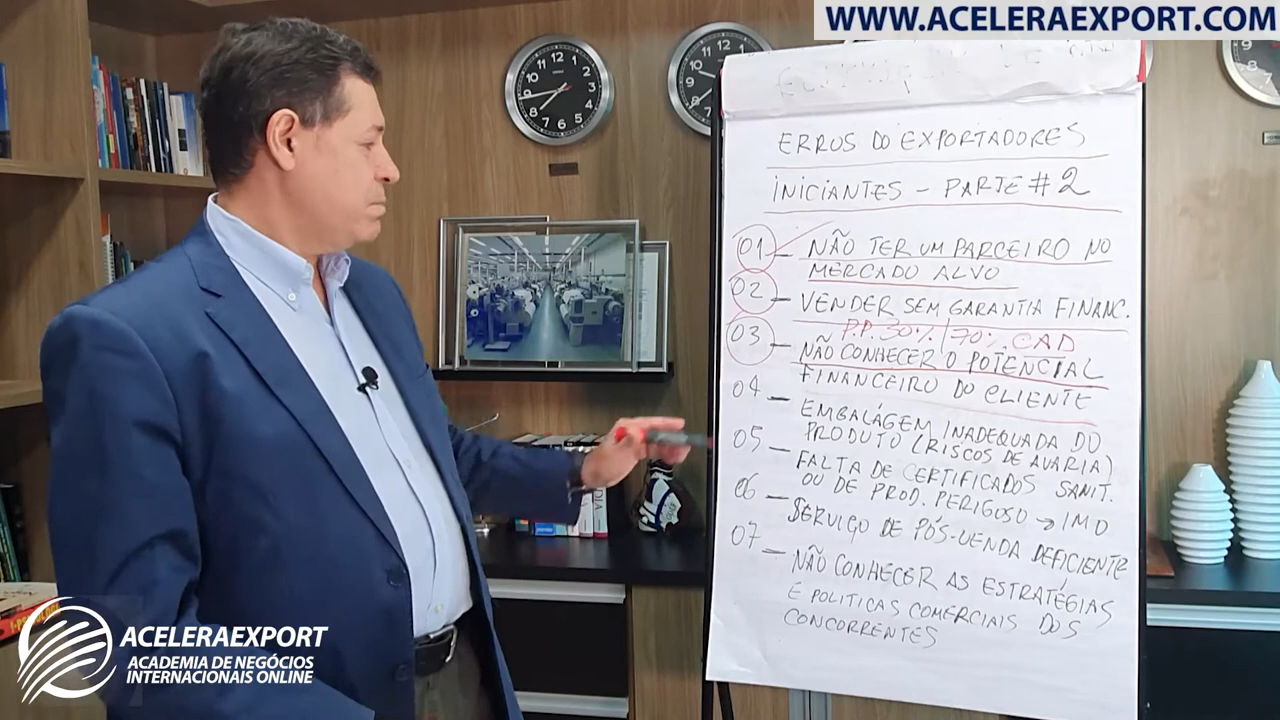 WWW.ACELERAEXPORT.COM
ERROS DO EXPORTADORES
INICIANTES - PARTE #2
01 - NÃO TER UM PARCEIRO NO
MERCADO ALVO
02 - VENDER SEM GARANTIA FINANC.
P.P. 30% / 70% CAD
03 - NÃO CONHECER O POTENCIAL
FINANCEIRO DO CLIENTE
04 - EMBALÁGEM INADEQUADA DO
PRODUTO (RISCOS DE AVARIA)
05 - FALTA DE CERTIFICADOS SANIT.
OU DE PROD. PERIGOSO → IMO
06 - SERVIÇO DE PÓS-VENDA DEFICIENTE
07 - NÃO CONHECER AS ESTRATÉGIAS
E POLITICAS COMERCIAIS DOS
CONCORRENTES
ACELERAEXPORT
ACADEMIA DE NEGÓCIOS
INTERNACIONAIS ONLINE